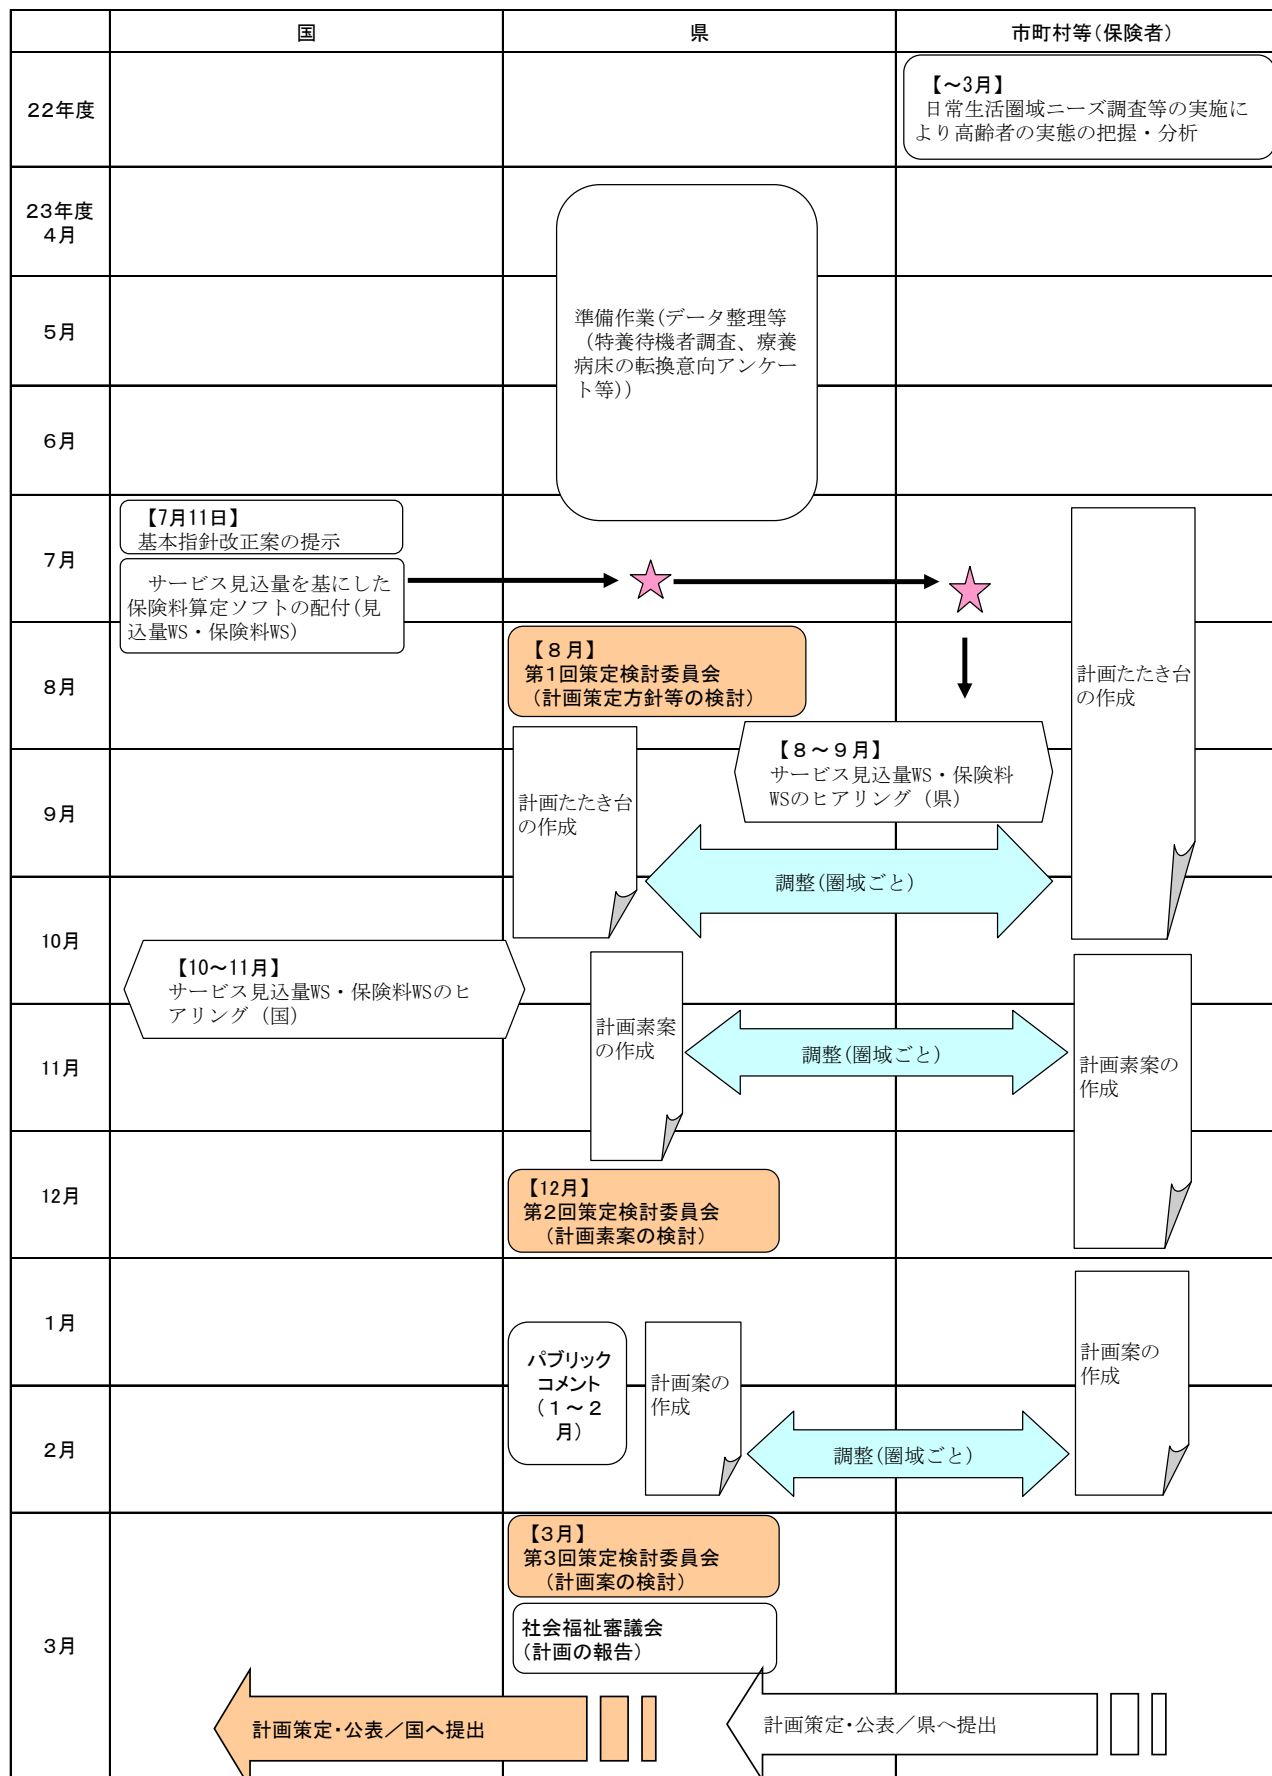 国
県
市町村等(保険者)
22年度
【～3月】
日常生活圏域ニーズ調査等の実施に
より高齢者の実態の把握・分析
23年度
4月
準備作業(データ整理等
(特養待機者調査、療養
病床の転換意向アンケー
ト等))
5月
6月
7月
【7月11日】
基本指針改正案の提示
サービス見込量を基にした
保険料算定ソフトの配付(見
込量WS・保険料WS)
8月
【８月】
第1回策定検討委員会
(計画策定方針等の検討)
計画たたき台
の作成
【８～９月】
サービス見込量WS・保険料
WSのヒアリング（県）
9月
計画たたき台
の作成
調整(圏域ごと)
10月
【10～11月】
サービス見込量WS・保険料WSのヒ
アリング（国）
11月
計画素案
の作成
調整(圏域ごと)
計画素案の
作成
12月
【12月】
第2回策定検討委員会
(計画素案の検討)
1月
パブリック
コメント
(１～２
月)
計画案の
作成
計画案の
作成
2月
調整(圏域ごと)
3月
【3月】
第3回策定検討委員会
(計画案の検討)
社会福祉審議会
(計画の報告)
計画策定・公表／国へ提出
計画策定・公表／県へ提出